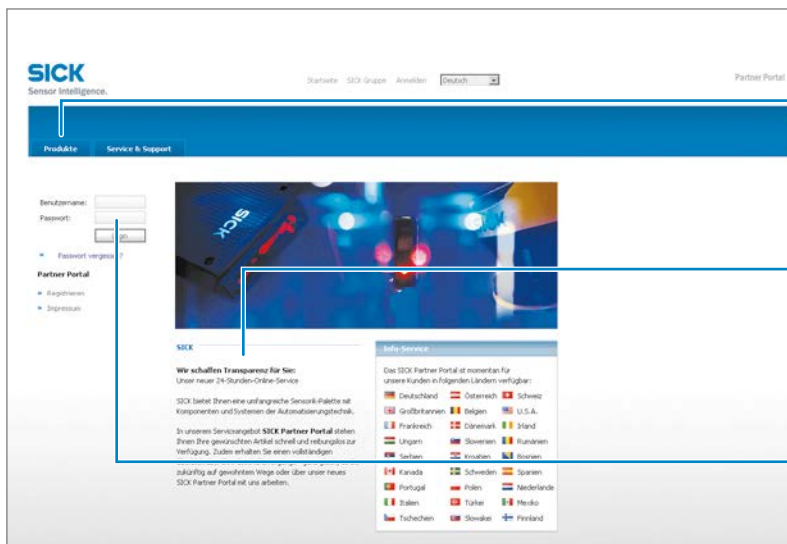 SICK
Sensor Intelligence.
Startseite SICK Gruppe Anmelden Deutsch
Partner Portal
Produkte Service & Support
Benutzername:
Passwort:
Login
Passwort vergessen?
Partner Portal
Registrieren
Impressum
SICK
SICK
SICK
Wir schaffen Transparenz für Sie:
Unser neuer 24-Stunden-Online-Service
SICK bietet Ihnen eine umfangreiche Sensorik-Palette mit
Komponenten und Systemen der Automatisierungstechnik.
In unserem Serviceangebot SICK Partner Portal stehen
Ihnen Ihre gewünschten Artikel schnell und reibungslos zur
Verfügung. Zudem erhalten Sie einen vollständigen
zukünftig auf gewohntem Wege oder über unser neues
SICK Partner Portal mit uns arbeiten.
Info-Service
Das SICK Partner Portal ist momentan für
unsere Kunden in folgenden Ländern verfügbar:
Deutschland Österreich Schweiz
Großbritannien Belgien U.S.A.
Frankreich Dänemark Irland
Ungarn Slowenien Rumänien
Serbien Kroatien Bosnien
Kanada Schweden Spanien
Portugal Polen Niederlande
Italien Türkei Mexiko
Tschechien Slowakei Finnland